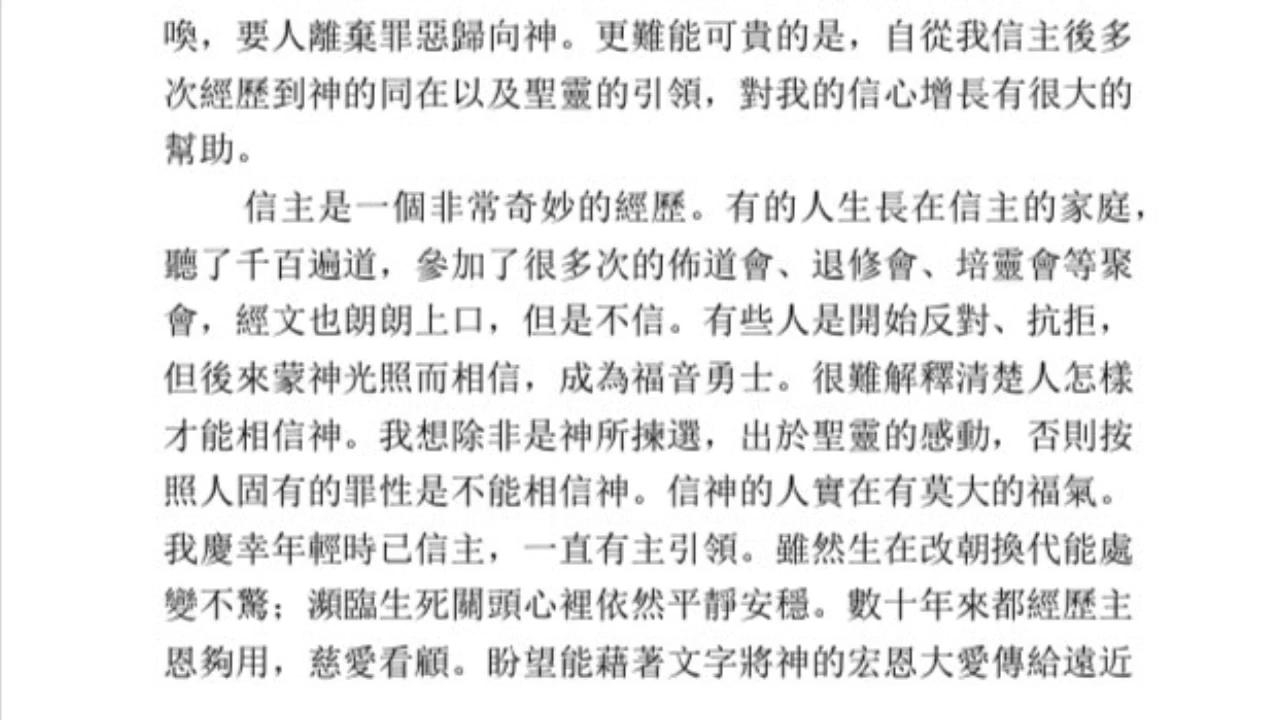 喚，要人離棄罪惡歸向神。更難能可貴的是，自從我信主後多
次經歷到神的同在以及聖靈的引領，對我的信心增長有很大的
幫助。
信主是一個非常奇妙的經歷。有的人生長在信主的家庭，
聽了千百遍道，參加了很多次的佈道會、退修會、培靈會等聚
會，經文也朗朗上口，但是不信。有些人是開始反對、抗拒，
但後來蒙神光照而相信，成為福音勇士。很難解釋清楚人怎樣
才能相信神。我想除非是神所揀選，出於聖靈的感動，否則按
照人固有的罪性是不能相信神。信神的人實在有莫大的福氣。
我慶幸年輕時已信主，一直有主引領。雖然生在改朝換代能處
變不驚；瀕臨生死關頭心裡依然平靜安穩。數十年來都經歷主
恩夠用，慈愛看顧。盼望能藉著文字將神的宏恩大愛傳給遠近